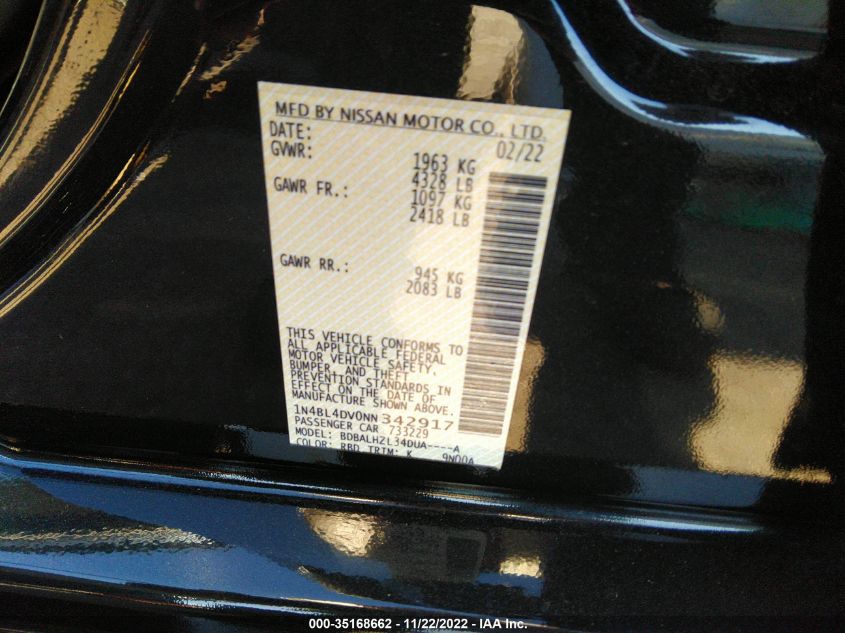 MFD BY NISSAN MOTOR CO., LTD.
DATE: 02/22
GVWR: 1963 KG
4328 LB
GAWR FR.: 1097 KG
2418 LB
GAWR RR.: 945 KG
2083 LB
THIS VEHICLE CONFORMS TO
ALL APPLICABLE FEDERAL
MOTOR VEHICLE SAFETY,
BUMPER, AND THEFT
PREVENTION STANDARDS IN
EFFECT ON THE DATE OF
MANUFACTURE SHOWN ABOVE.
1N4BL4DV0NN342917
PASSENGER CAR 733229
MODEL: BDBALHZL34DUA----A
COLOR: RBD TRIM: K 9N00A
000-35168662 - 11/22/2022 - IAA Inc.